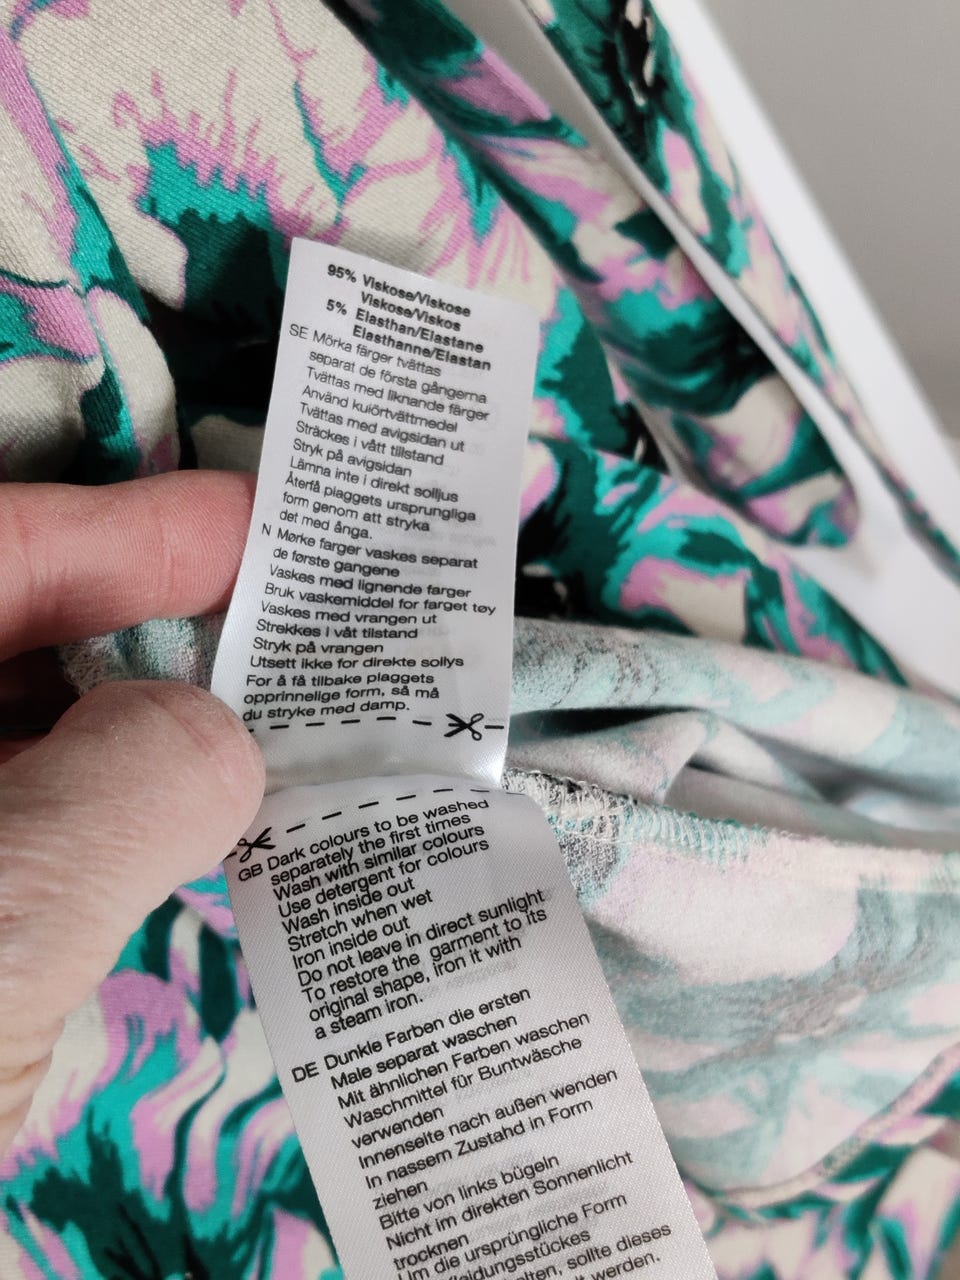 95% Viskose/Viskose
Viskose/Viskos
5% Elasthan/Elastane
Elasthanne/Elastan
SE Mörka färger tvättas
separat de första gångerna
Tvättas med liknande färger
Använd kulörtvättmedel
Tvättas med avigsidan ut
Sträckes i vått tillstand
Stryk på avigsidan
Lämna inte i direkt solljus
Återfå plaggets ursprungliga
form genom att stryka
det med ånga.
N Mørke farger vaskes separat
de første gangene
Vaskes med lignende farger
Bruk vaskemiddel for farget tøy
Vaskes med vrangen ut
Strekkes i våt tilstand
Stryk på vrangen
Utsett ikke for direkte sollys
For å få tilbake plaggets
opprinnelige form, så må
du stryke med damp.
GB Dark colours to be washed
separately the first times
Wash with similar colours
Use detergent for colours
Wash inside out
Stretch when wet
Iron inside out
Do not leave in direct sunlight
To restore the garment to its
original shape, iron it with
a steam iron.
DE Dunkle Farben die ersten
Male separat waschen
Mit ähnlichen Farben waschen
Waschmittel für Buntwäsche
verwenden
Innenseite nach außen wenden
In nassem Zustahd in Form
ziehen
Bitte von links bügeln
Nicht im direkten Sonnenlicht
trocknen
Um die ursprüngliche Form
sollte dieses
werden.